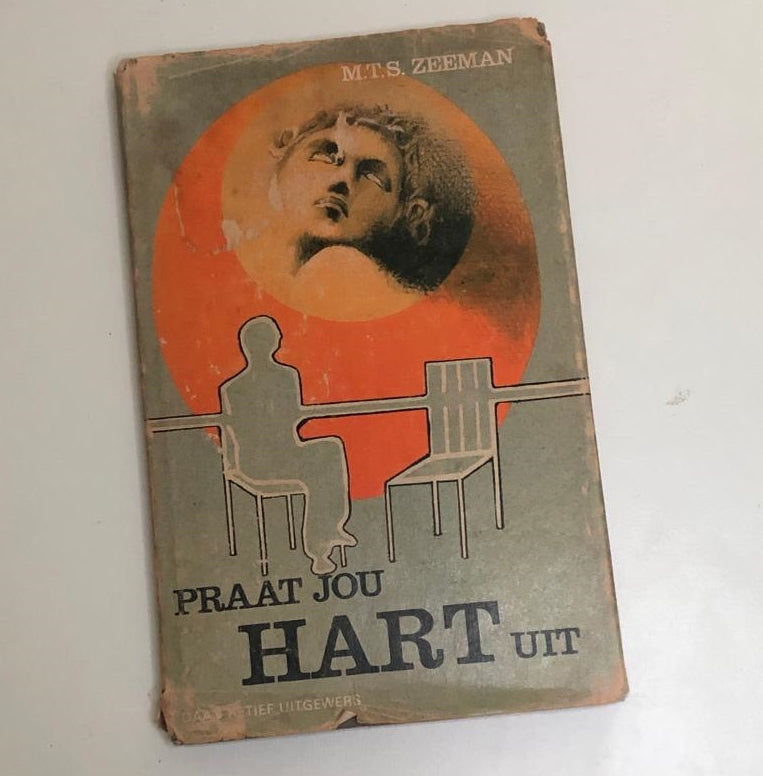 M.T.S. ZEEMAN
PRAAT JOU
HART UIT
UITGEWERS